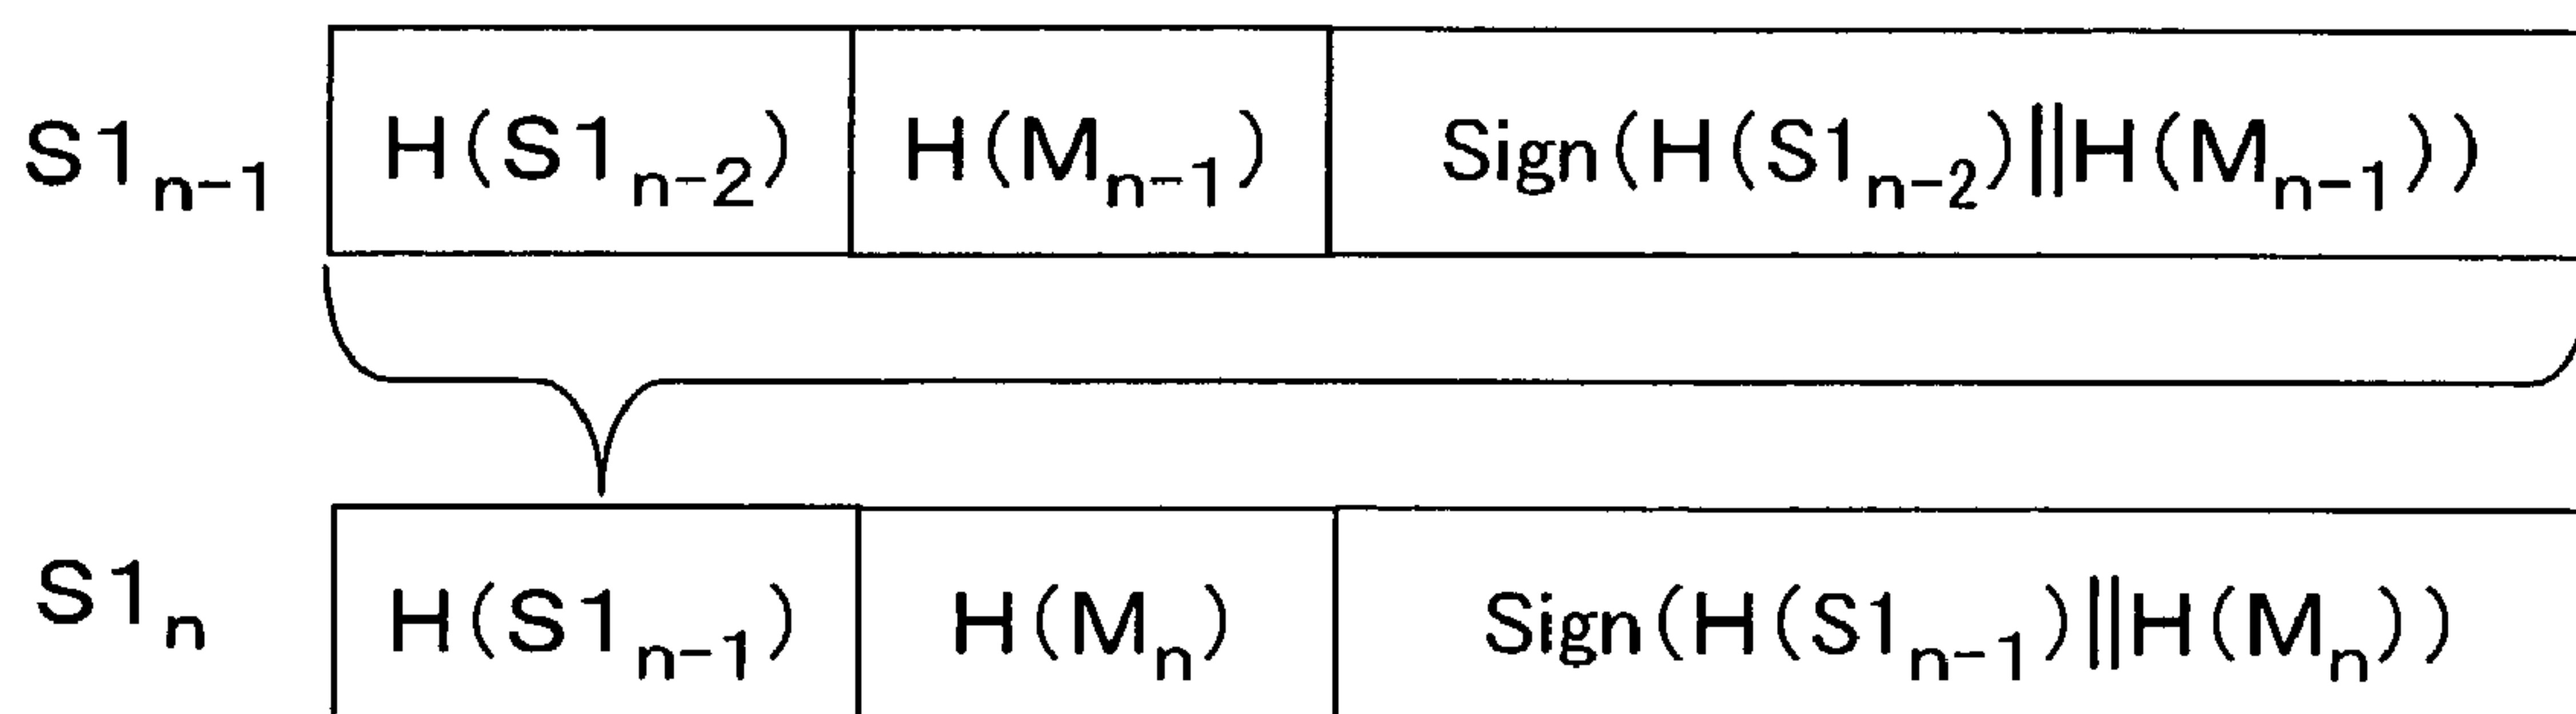 S1ₙ₋₁ H(S1ₙ₋₂) H(Mₙ₋₁) Sign(H(S1ₙ₋₂)||H(Mₙ₋₁))
S1ₙ H(S1ₙ₋₁) H(Mₙ) Sign(H(S1ₙ₋₁)||H(Mₙ))